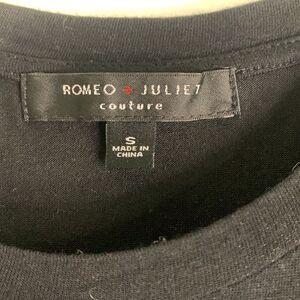 ROMEO + JULIET
couture
S
MADE IN
CHINA